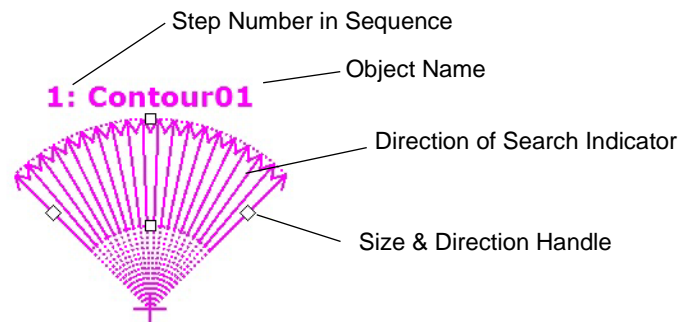 Step Number in Sequence
Object Name
1: Contour01
Direction of Search Indicator
Size & Direction Handle